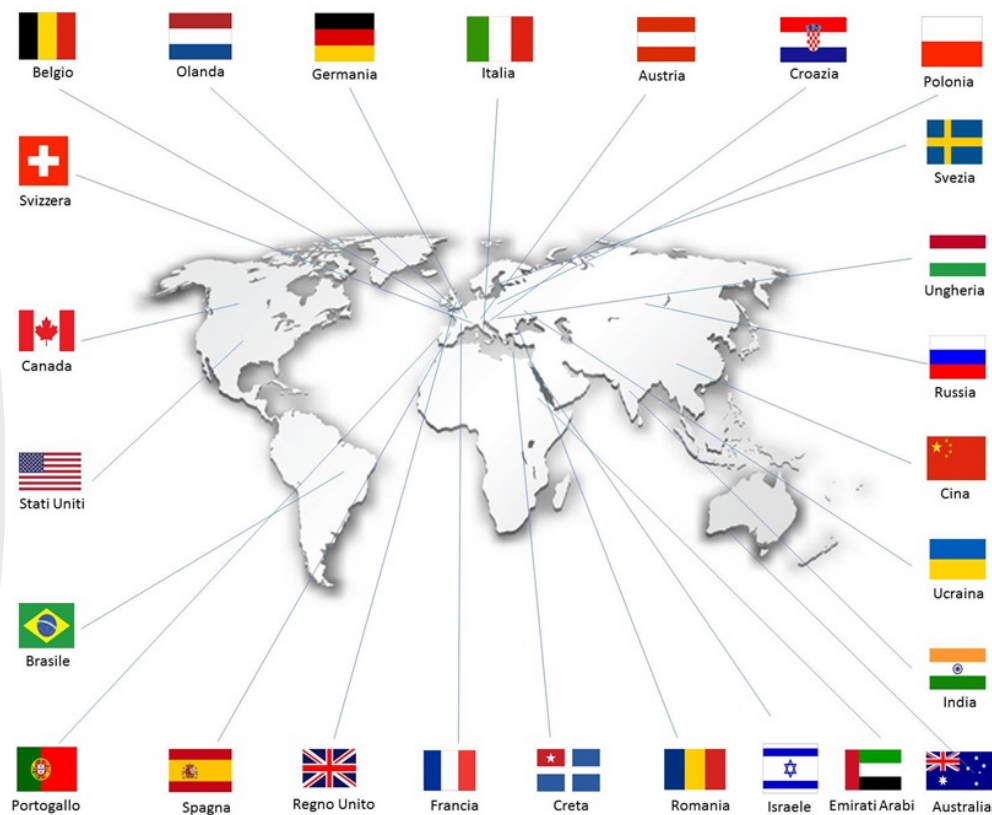 Belgio
Olanda
Germania
Italia
Austria
Croazia
Polonia
Svizzera
Svezia
Ungheria
Canada
Russia
Stati Uniti
Cina
Ucraina
Brasile
India
Portogallo
Spagna
Regno Unito
Francia
Creta
Romania
Israele
Emirati Arabi
Australia